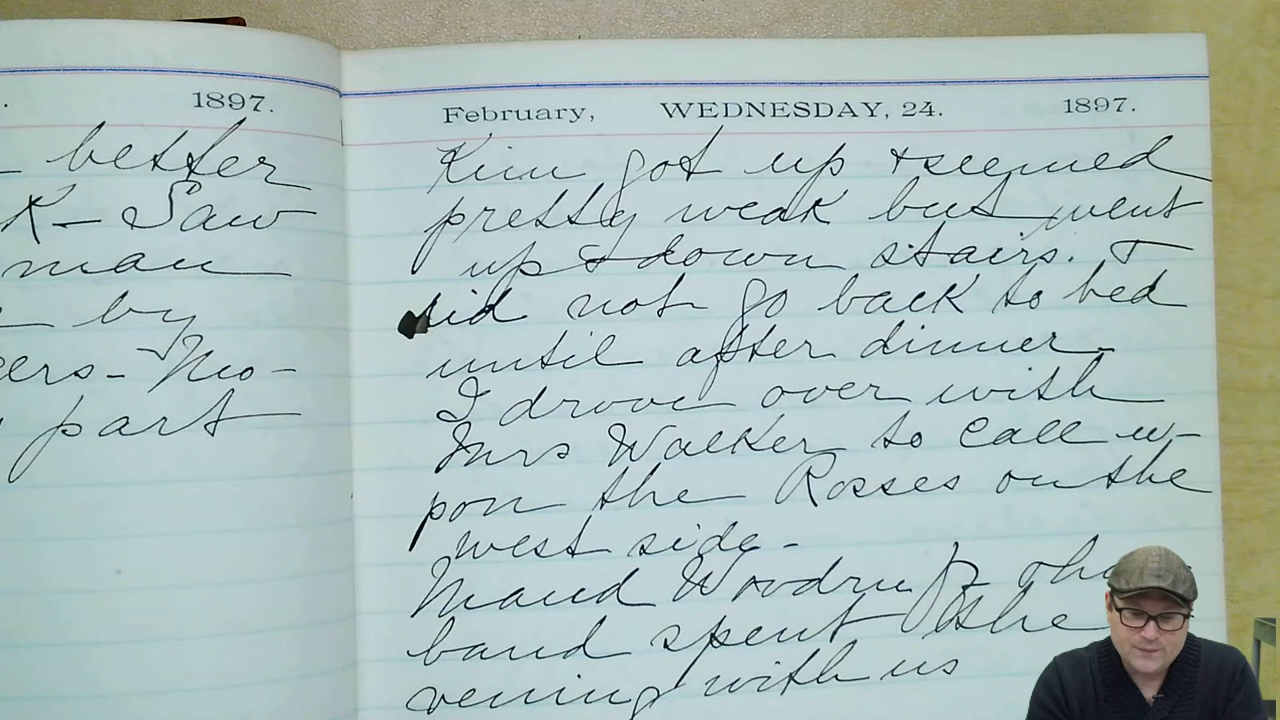 1897.
better
K - Saw
man
by
ers - No -
part
February, WEDNESDAY, 24. 1897.
Kim got up & seemed
pretty weak but went
up & down stairs. &
did not go back to bed
until after dinner -
I drove over with
Mrs Walker to call u-
pon the Rosses on the
west side -
Maud Woodruff &
band spent the
vening with us